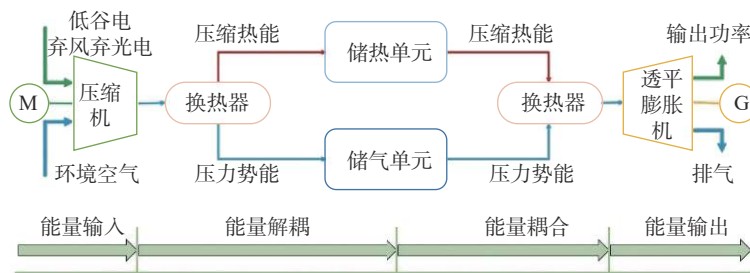 低谷电
弃风弃光电
M
压缩机
环境空气
换热器
压缩热能
储热单元
压缩热能
压力势能
储气单元
压力势能
换热器
透平
膨胀
机
输出功率
G
排气
能量输入
能量解耦
能量耦合
能量输出